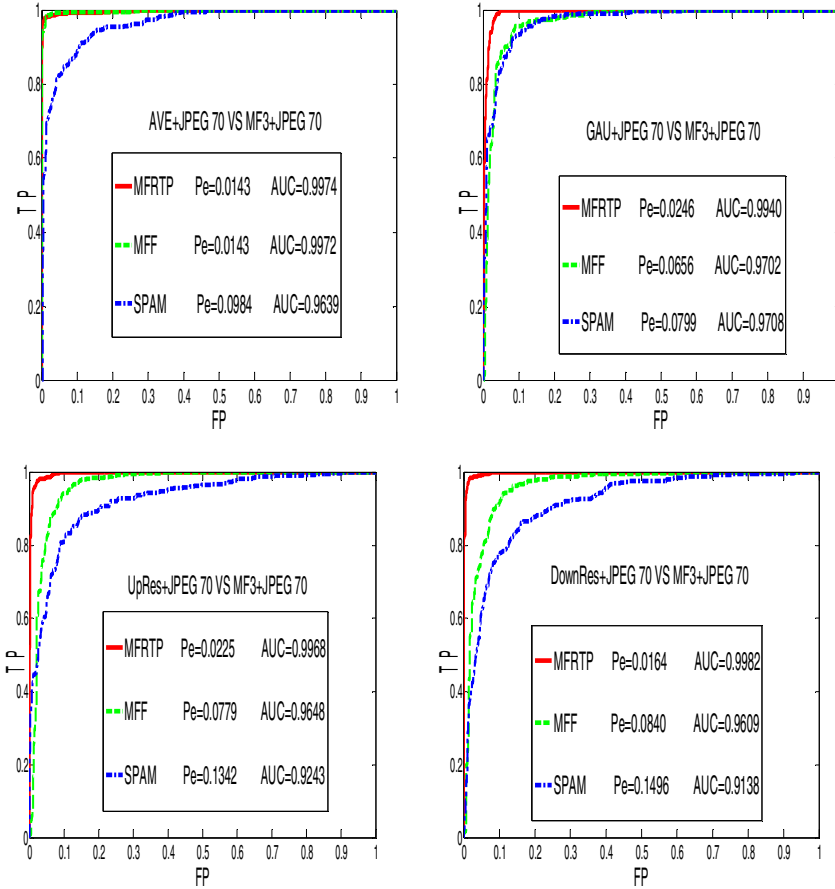 1
0.8
0.6
0.4
0.2
0
TP
AVE+JPEG 70 VS MF3+JPEG 70
MFRTP Pe=0.0143 AUC=0.9974
MFF Pe=0.0143 AUC=0.9972
SPAM Pe=0.0984 AUC=0.9639
0 0.1 0.2 0.3 0.4 0.5 0.6 0.7 0.8 0.9 1
FP
1
0.8
0.6
0.4
0.2
0
TP
GAU+JPEG 70 VS MF3+JPEG 70
MFRTP Pe=0.0246 AUC=0.9940
MFF Pe=0.0656 AUC=0.9702
SPAM Pe=0.0799 AUC=0.9708
0 0.1 0.2 0.3 0.4 0.5 0.6 0.7 0.8 0.9
FP
1
0.8
0.6
0.4
0.2
0
TP
UpRes+JPEG 70 VS MF3+JPEG 70
MFRTP Pe=0.0225 AUC=0.9968
MFF Pe=0.0779 AUC=0.9648
SPAM Pe=0.1342 AUC=0.9243
0 0.1 0.2 0.3 0.4 0.5 0.6 0.7 0.8 0.9 1
FP
1
0.8
0.6
0.4
0.2
0
TP
DownRes+JPEG 70 VS MF3+JPEG 70
MFRTP Pe=0.0164 AUC=0.9982
MFF Pe=0.0840 AUC=0.9609
SPAM Pe=0.1496 AUC=0.9138
0 0.1 0.2 0.3 0.4 0.5 0.6 0.7 0.8 0.9 1
FP